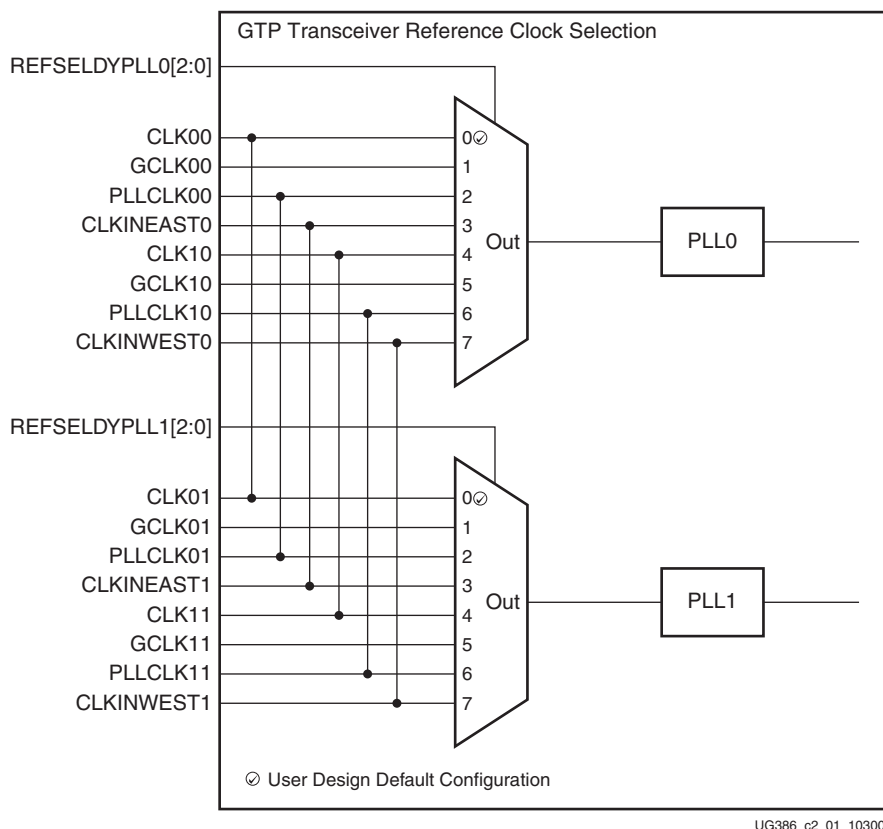 GTP Transceiver Reference Clock Selection
REFSELDYPLL0[2:0]
CLK00
GCLK00
PLLCLK00
CLKINEAST0
CLK10
GCLK10
PLLCLK10
CLKINWEST0
0
1
2
3
4
5
6
7
Out
PLL0
REFSELDYPLL1[2:0]
CLK01
GCLK01
PLLCLK01
CLKINEAST1
CLK11
GCLK11
PLLCLK11
CLKINWEST1
0
1
2
3
4
5
6
7
Out
PLL1
User Design Default Configuration
UG386_c2_01_10300